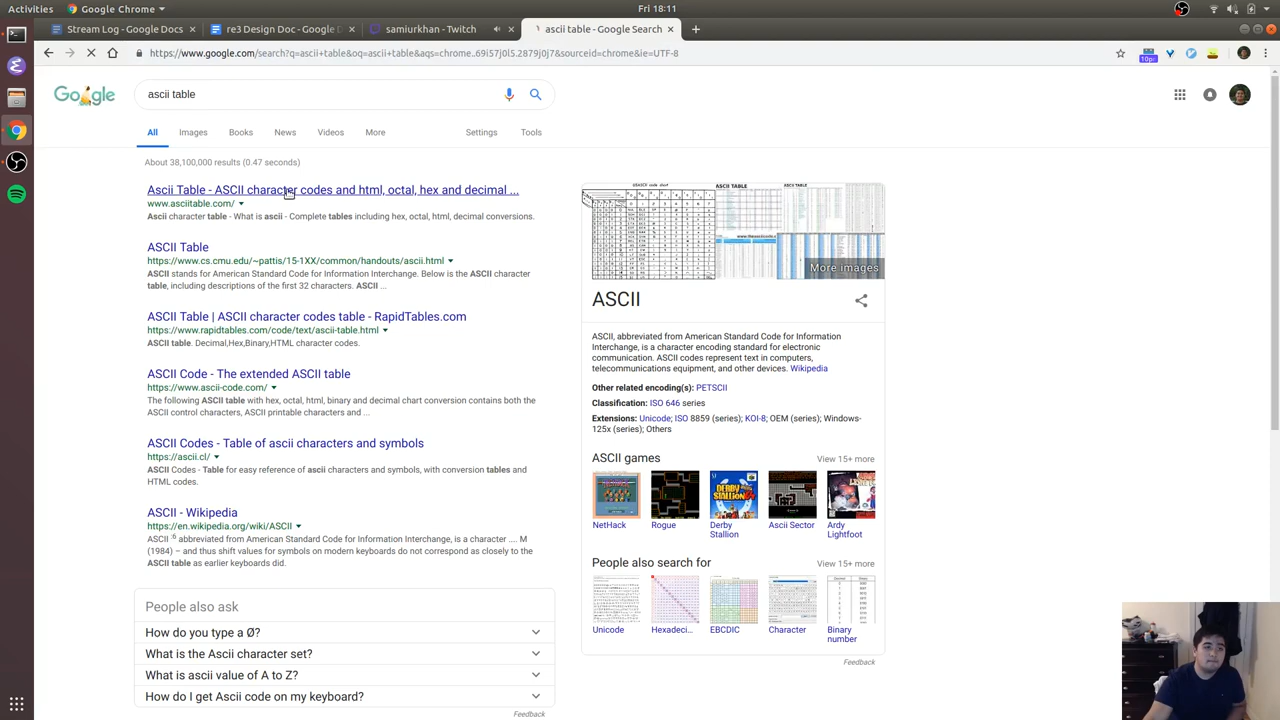 Activities
Google Chrome
Fri 18:11
Stream Log - Google Docs
re3 Design Doc - Google D
samiurkhan - Twitch
ascii table - Google Search
https://www.google.com/search?q=ascii+table&oq=ascii+table&aqs=chrome..69i57j0l5.2879j0j7&sourceid=chrome&ie=UTF-8
10pr
Google
ascii table
All
Images
Books
News
Videos
More
Settings
Tools
About 38,100,000 results (0.47 seconds)
Ascii Table - ASCII character codes and html, octal, hex and decimal ...
www.asciitable.com/
Ascii character table - What is ascii - Complete tables including hex, octal, html, decimal conversions.
ASCII Table
https://www.cs.cmu.edu/~pattis/15-1XX/common/handouts/ascii.html
ASCII stands for American Standard Code for Information Interchange. Below is the ASCII character
table, including descriptions of the first 32 characters. ASCII ...
ASCII Table | ASCII character codes table - RapidTables.com
https://www.rapidtables.com/code/text/ascii-table.html
ASCII table. Decimal,Hex,Binary,HTML character codes.
ASCII Code - The extended ASCII table
https://www.ascii-code.com/
The following ASCII table with hex, octal, html, binary and decimal chart conversion contains both the
ASCII control characters, ASCII printable characters and ...
ASCII Codes - Table of ascii characters and symbols
https://ascii.cl/
ASCII Codes - Table for easy reference of ascii characters and symbols, with conversion tables and
HTML codes.
ASCII - Wikipedia
https://en.wikipedia.org/wiki/ASCII
ASCII :6 abbreviated from American Standard Code for Information Interchange, is a character .... M
(1984) – and thus shift values for symbols on modern keyboards do not correspond as closely to the
ASCII table as earlier keyboards did.
People also ask
How do you type a Ø?
What is the Ascii character set?
What is ascii value of A to Z?
How do I get Ascii code on my keyboard?
Feedback
ASCII TABLE
More images
ASCII
ASCII, abbreviated from American Standard Code for Information
Interchange, is a character encoding standard for electronic
communication. ASCII codes represent text in computers,
telecommunications equipment, and other devices. Wikipedia
Other related encoding(s): PETSCII
Classification: ISO 646 series
Extensions: Unicode; ISO 8859 (series); KOI-8; OEM (series); Windows-
125x (series); Others
ASCII games
View 15+ more
NetHack
Rogue
Derby
Stallion
Ascii Sector
Ardy
Lightfoot
People also search for
View 15+ more
Unicode
Hexadeci...
EBCDIC
Character
Binary
number
Feedback